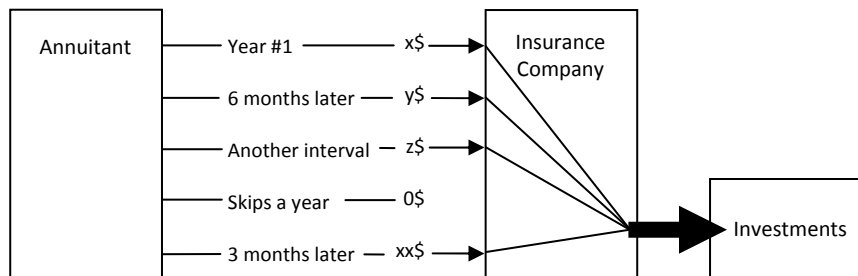 Annuitant
Year #1 x$
6 months later y$
Another interval z$
Skips a year 0$
3 months later xx$
Insurance
Company
Investments